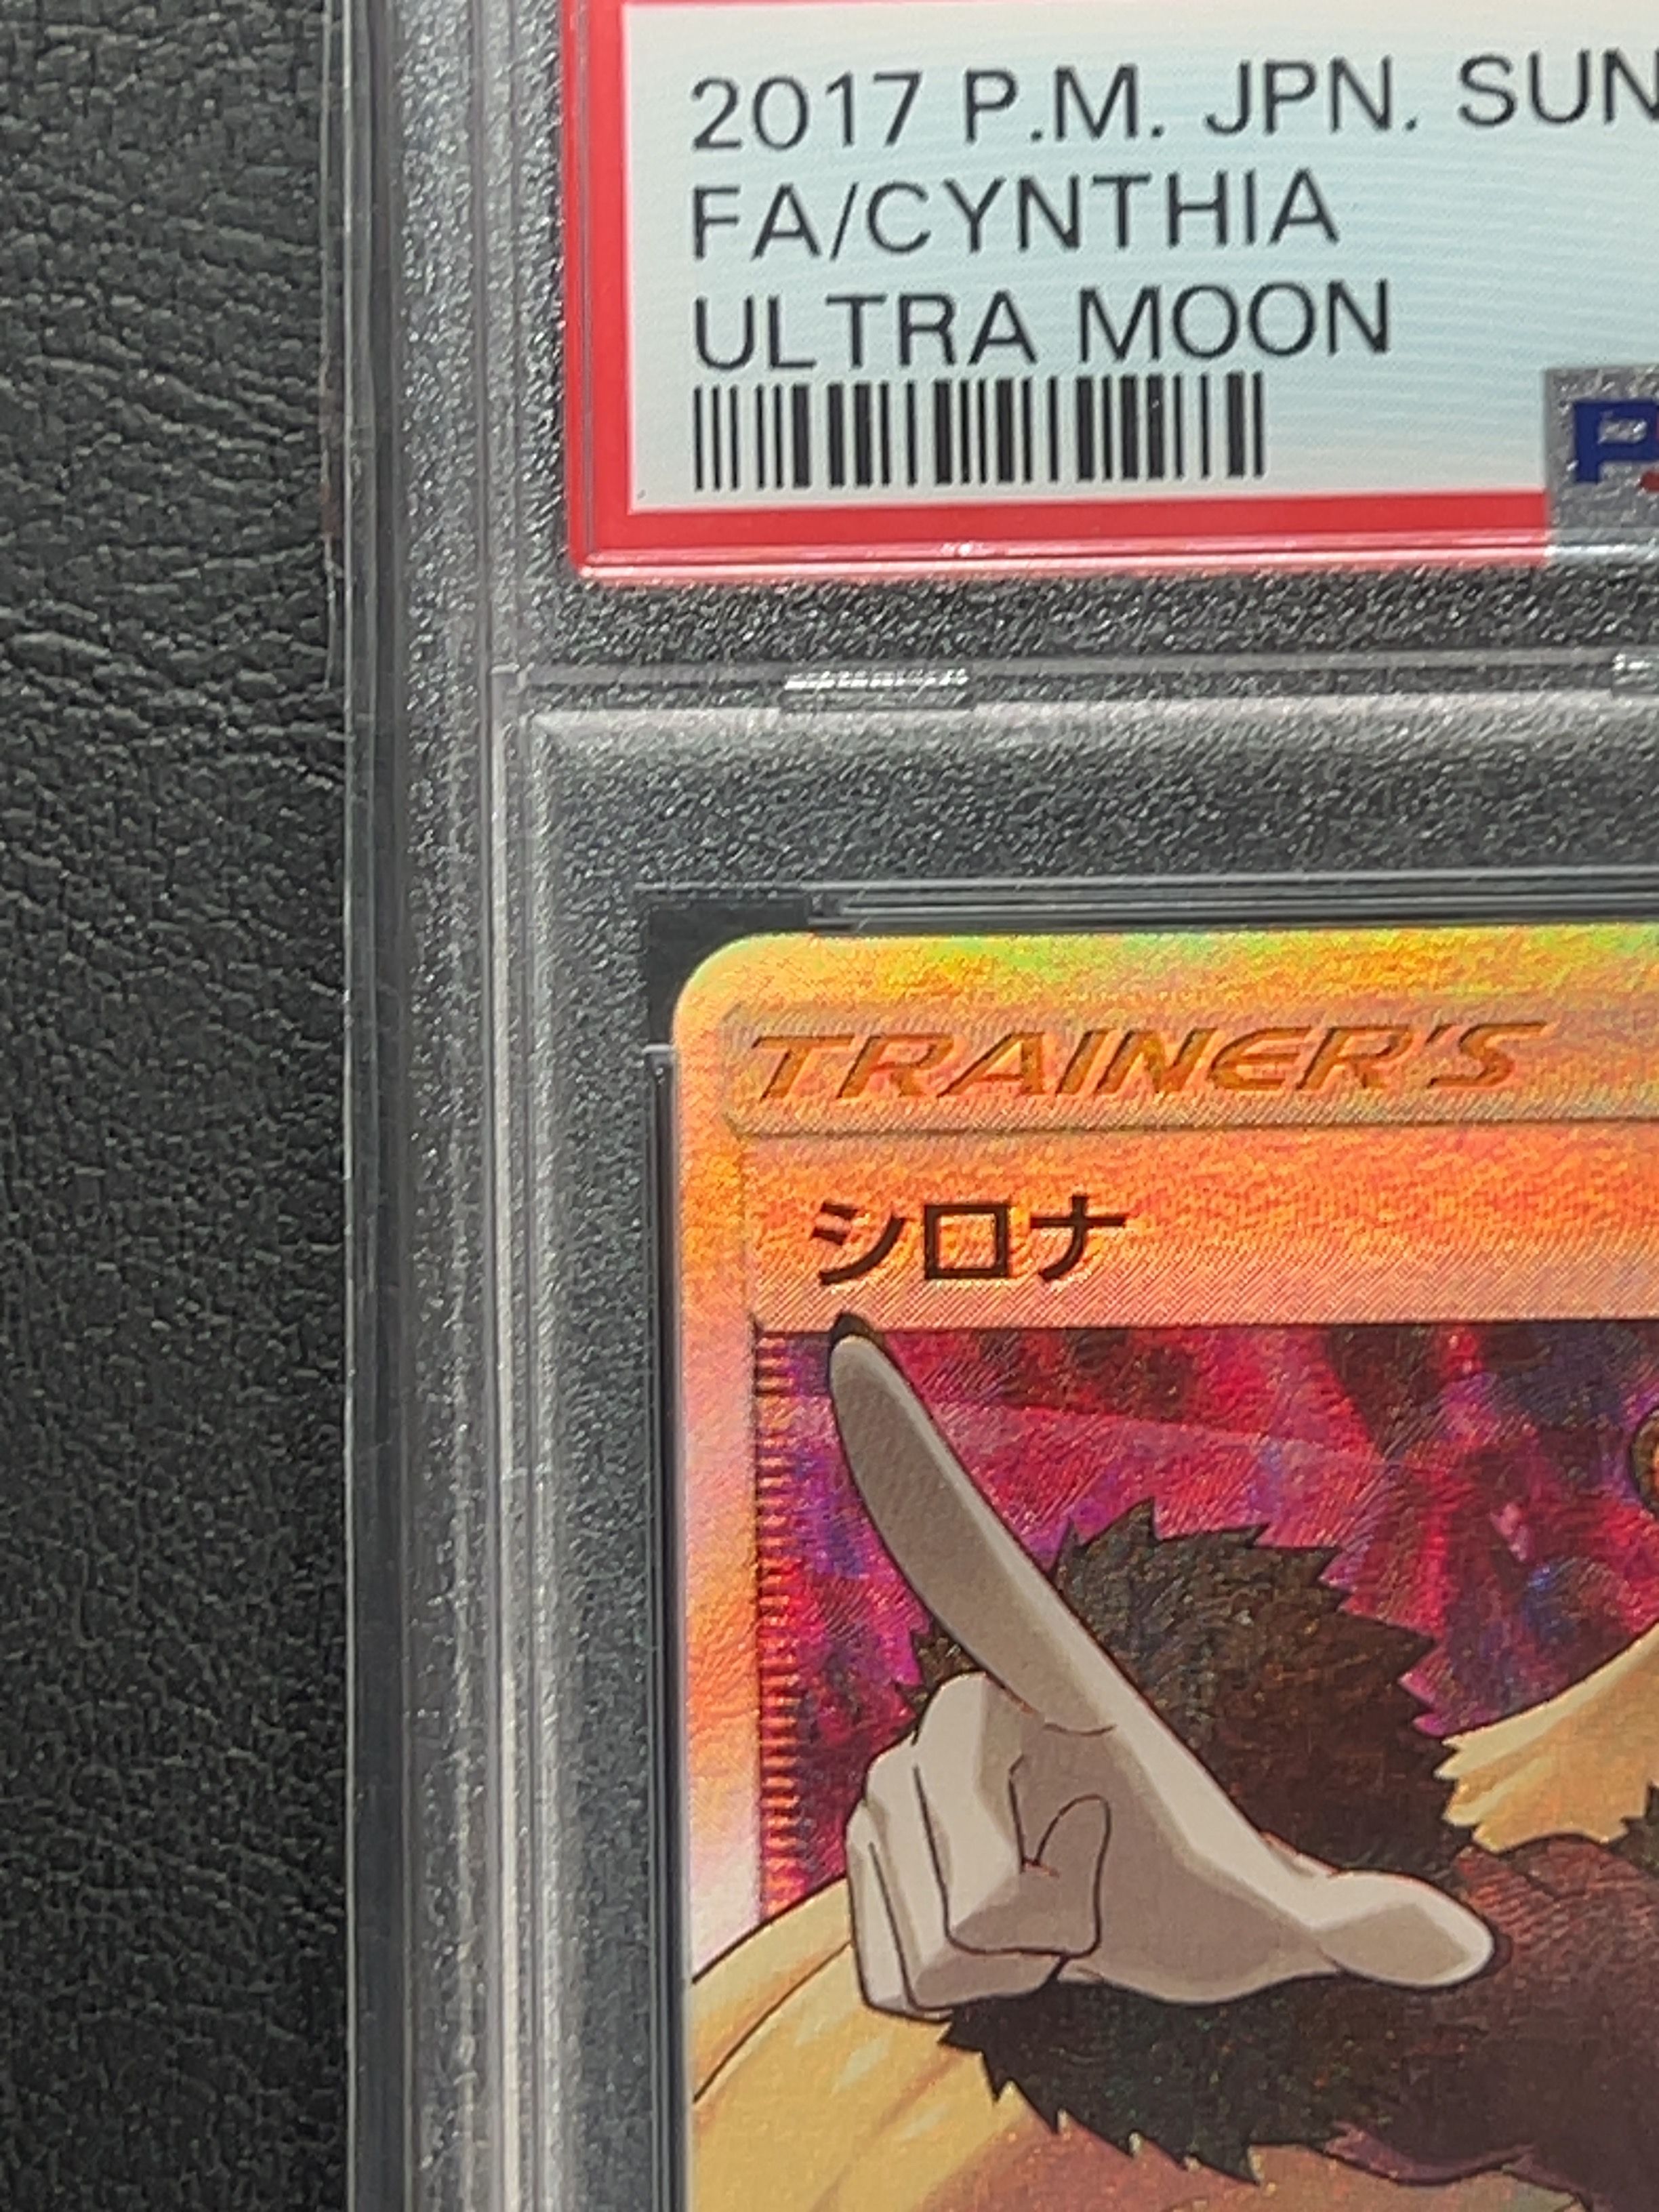 2017 P.M. JPN. SUN
FA/CYNTHIA
ULTRA MOON
TRAINER'S
シロナ